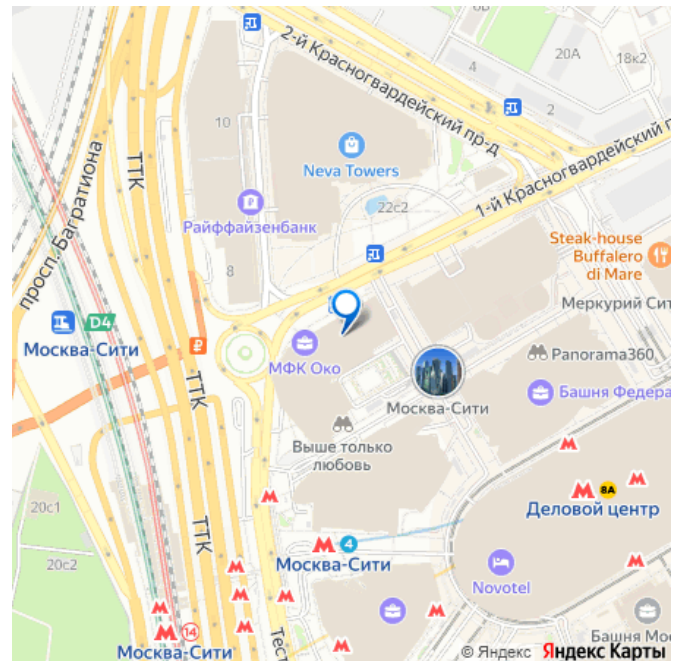 2-й Красногвардейский пр-д
20А
18к2
4
2
10
Neva Towers
ТТК
просп. Багратиона
1-й Красногвардейский п
22с2
Райффайзенбанк
8
Steak-house
Buffalero
di Mare
D4
Москва-Сити
₽
МФК Око
Меркурий Сит
Panorama360
Башня Федера
Москва-Сити
ТТК
Выше только
любовь
8А
Деловой центр
20с1
20с2
ТТК
4
Москва-Сити
Novotel
14
Москва-Сити
Тест
Башня Мос
© Яндекс Яндекс Карты